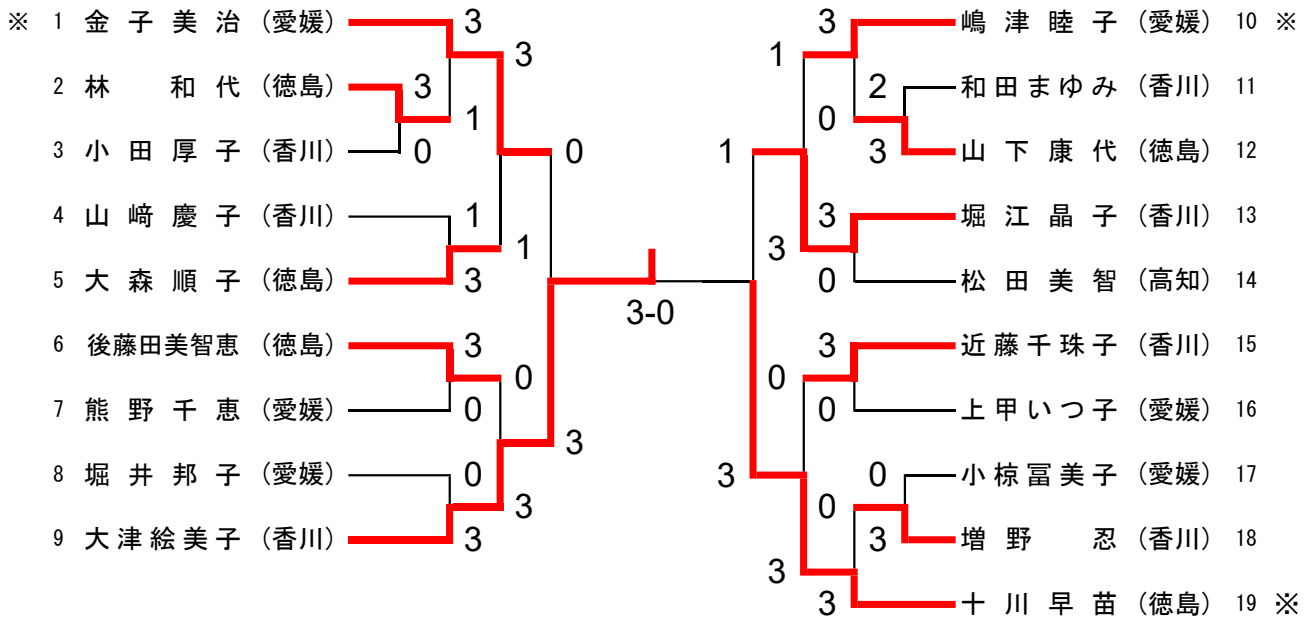 ※ 1 金子美治 (愛媛) 3
3
2 林 和代 (徳島) 3
1
3 小田厚子 (香川) 0
0
4 山﨑慶子 (香川) 1
1
5 大森順子 (徳島) 3
6 後藤田美智恵 (徳島) 3
0
7 熊野千恵 (愛媛) 0
3
8 堀井邦子 (愛媛) 0
3
9 大津絵美子 (香川) 3
3-0
3 嶋津睦子 (愛媛) 10 ※
1
2 和田まゆみ (香川) 11
0
3 山下康代 (徳島) 12
1
3 堀江晶子 (香川) 13
3
0 松田美智 (高知) 14
3 近藤千珠子 (香川) 15
0
0 上甲いつ子 (愛媛) 16
3
0 小椋冨美子 (愛媛) 17
0
3 増野 忍 (香川) 18
3
3 十川早苗 (徳島) 19 ※